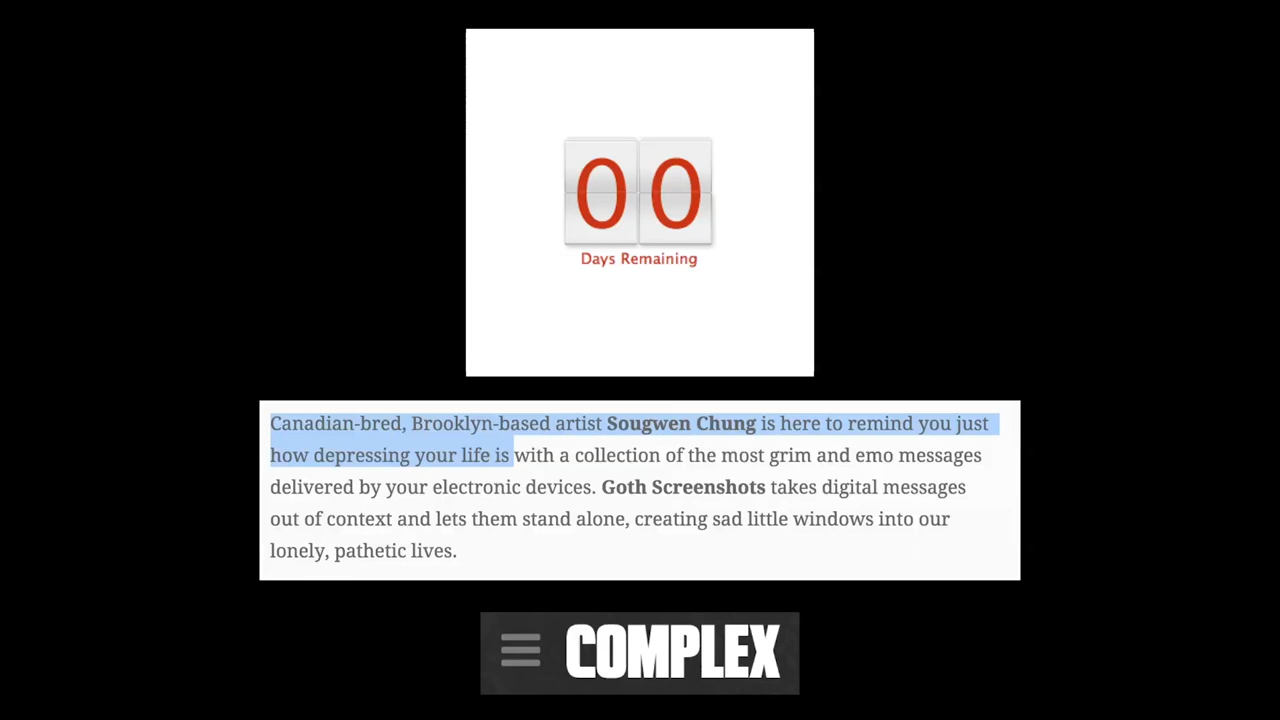 00
Days Remaining
Canadian-bred, Brooklyn-based artist Sougwen Chung is here to remind you just
how depressing your life is with a collection of the most grim and emo messages
delivered by your electronic devices. Goth Screenshots takes digital messages
out of context and lets them stand alone, creating sad little windows into our
lonely, pathetic lives.
COMPLEX